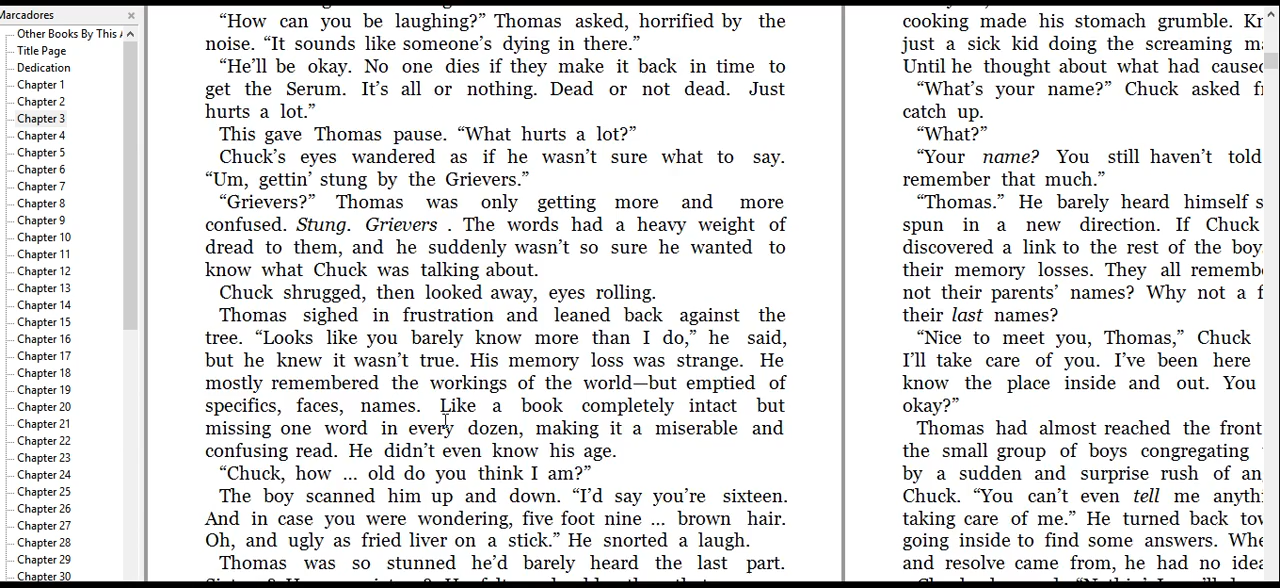 Marcadores
Other Books By This A
Title Page
Dedication
Chapter 1
Chapter 2
Chapter 3
Chapter 4
Chapter 5
Chapter 6
Chapter 7
Chapter 8
Chapter 9
Chapter 10
Chapter 11
Chapter 12
Chapter 13
Chapter 14
Chapter 15
Chapter 16
Chapter 17
Chapter 18
Chapter 19
Chapter 20
Chapter 21
Chapter 22
Chapter 23
Chapter 24
Chapter 25
Chapter 26
Chapter 27
Chapter 28
Chapter 29
Chapter 30
“How can you be laughing?” Thomas asked, horrified by the
noise. “It sounds like someone’s dying in there.”
“He’ll be okay. No one dies if they make it back in time to
get the Serum. It’s all or nothing. Dead or not dead. Just
hurts a lot.”
This gave Thomas pause. “What hurts a lot?”
Chuck’s eyes wandered as if he wasn’t sure what to say.
“Um, gettin’ stung by the Grievers.”
“Grievers?” Thomas was only getting more and more
confused. Stung. Grievers . The words had a heavy weight of
dread to them, and he suddenly wasn’t so sure he wanted to
know what Chuck was talking about.
Chuck shrugged, then looked away, eyes rolling.
Thomas sighed in frustration and leaned back against the
tree. “Looks like you barely know more than I do,” he said,
but he knew it wasn’t true. His memory loss was strange. He
mostly remembered the workings of the world—but emptied of
specifics, faces, names. Like a book completely intact but
missing one word in every dozen, making it a miserable and
confusing read. He didn’t even know his age.
“Chuck, how ... old do you think I am?”
The boy scanned him up and down. “I’d say you’re sixteen.
And in case you were wondering, five foot nine ... brown hair.
Oh, and ugly as fried liver on a stick.” He snorted a laugh.
Thomas was so stunned he’d barely heard the last part.
cooking made his stomach grumble.
just a sick kid doing the screaming
Until he thought about what had caused
“What’s your name?” Chuck asked
catch up.
“What?”
“Your name? You still haven’t told
remember that much.”
“Thomas.” He barely heard himself
spun in a new direction. If Chuck
discovered a link to the rest of the boy
their memory losses. They all
not their parents’ names? Why not a
their last names?
“Nice to meet you, Thomas,” Chuck
I’ll take care of you. I’ve been here
know the place inside and out. You
okay?”
Thomas had almost reached the front
the small group of boys congregating
by a sudden and surprise rush of
Chuck. “You can’t even tell me
taking care of me.” He turned back
going inside to find some answers.
and resolve came from, he had no